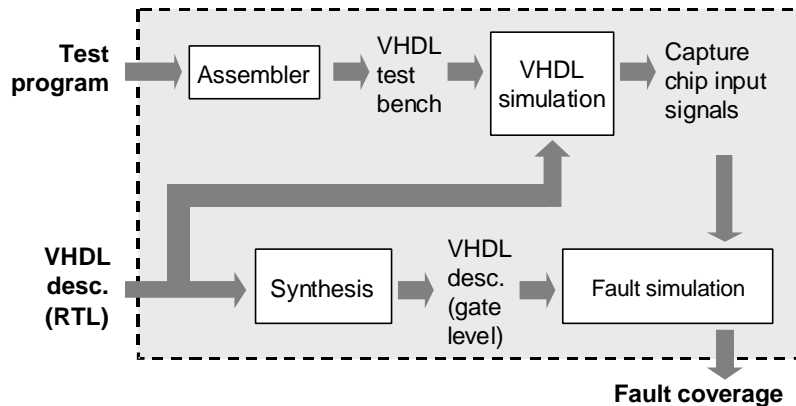 Test
program
Assembler
VHDL
test
bench
VHDL
simulation
Capture
chip input
signals
VHDL
desc.
(RTL)
Synthesis
VHDL
desc.
(gate
level)
Fault simulation
Fault coverage